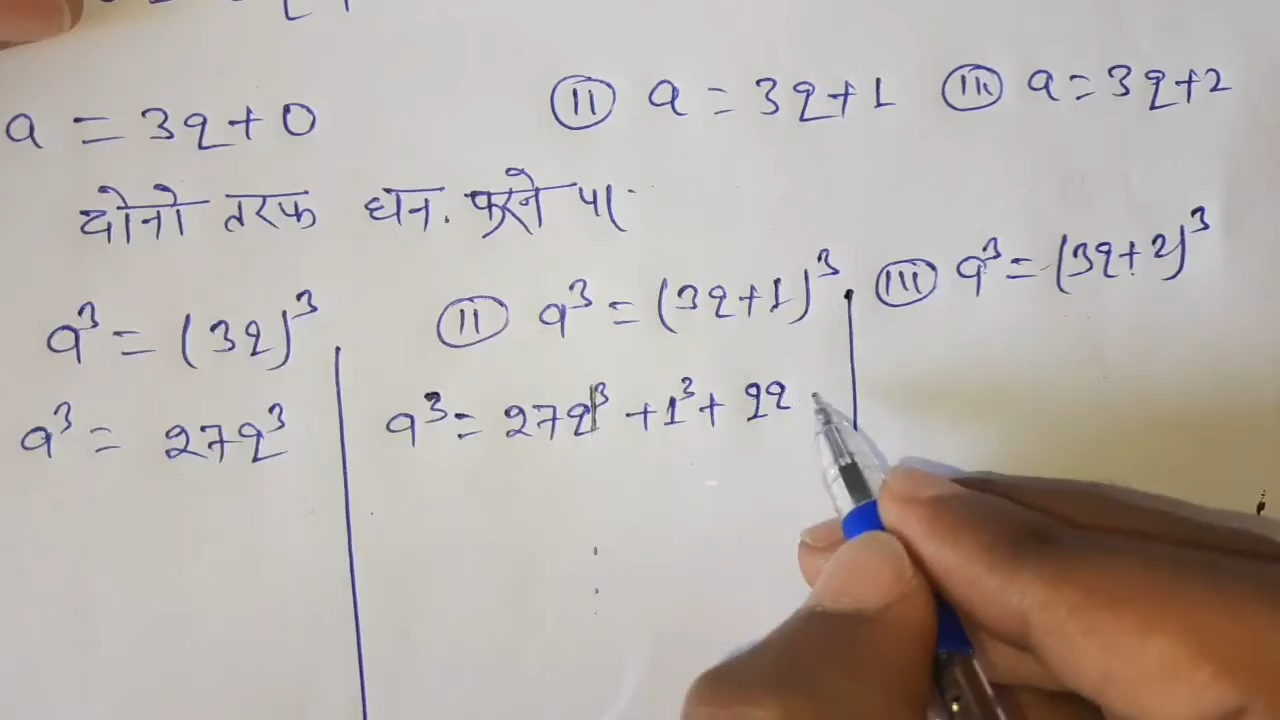 a = 3q+0 (II) a = 3q+1 (III) a = 3q+2
दोनो तरफ घन. करने पर
a³ = (3q)³ (II) a³ = (3q+1)³ (III) a³ = (3q+2)³
a³ = 27q³ a³ = 27q³ +1³+